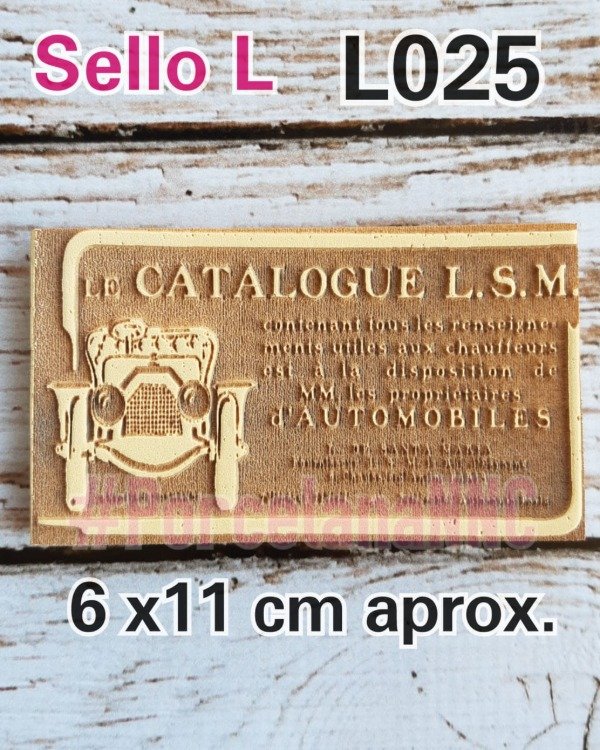 Sello L L025
LE CATALOGUE L.S.M.
contenant tous les renseigne-
ments utiles aux chauffeurs
est à la disposition de
MM. les propriétaires
d'AUTOMOBILES
#PorcelanaMIC
6 x11 cm aprox.